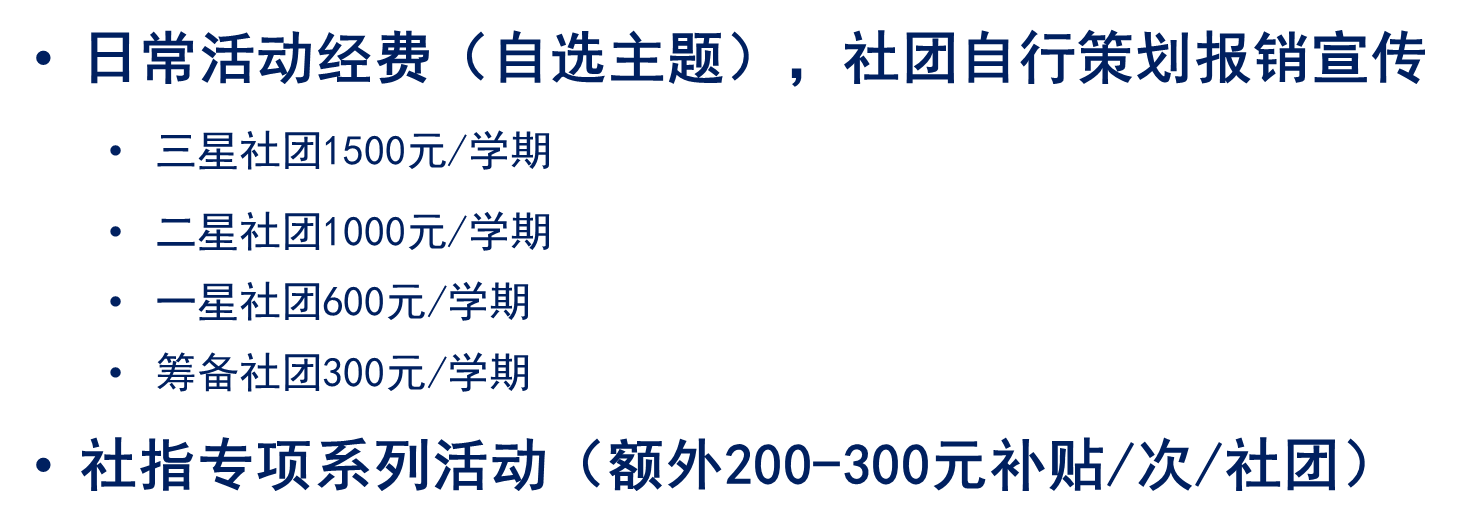 • 日常活动经费（自选主题），社团自行策划报销宣传
• 三星社团1500元/学期
• 二星社团1000元/学期
• 一星社团600元/学期
• 筹备社团300元/学期
• 社指专项系列活动（额外200-300元补贴/次/社团）